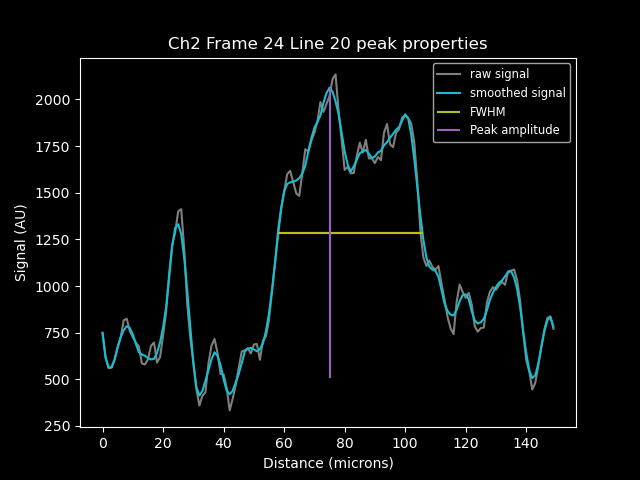 Ch2 Frame 24 Line 20 peak properties
raw signal
smoothed signal
FWHM
Peak amplitude
Signal (AU)
2000
1750
1500
1250
1000
750
500
250
0 20 40 60 80 100 120 140
Distance (microns)